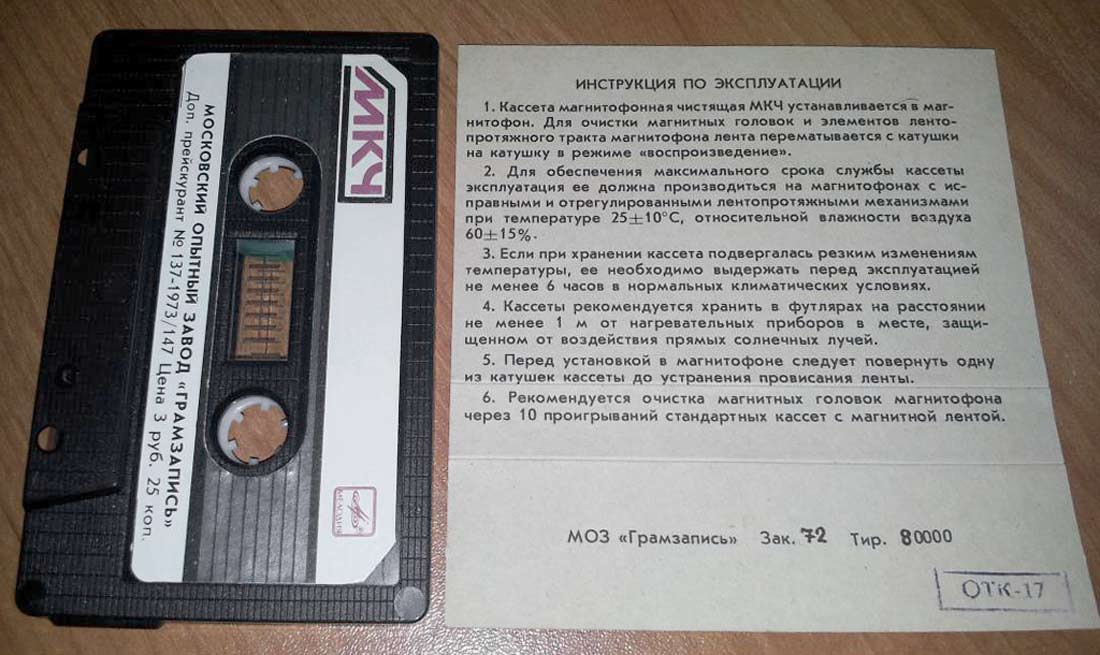 МКЧ
МОСКОВСКИЙ ОПЫТНЫЙ ЗАВОД «ГРАМЗАПИСЬ»
Доп. прейскурант № 137-1973/147 Цена 3 руб. 25 коп.
МЕЛОДИЯ
ИНСТРУКЦИЯ ПО ЭКСПЛУАТАЦИИ
1. Кассета магнитофонная чистящая МКЧ устанавливается в маг-
нитофон. Для очистки магнитных головок и элементов ленто-
протяжного тракта магнитофона лента перематывается с катушки
на катушку в режиме «воспроизведение».
2. Для обеспечения максимального срока службы кассеты
эксплуатация ее должна производиться на магнитофонах с ис-
правными и отрегулированными лентопротяжными механизмами
при температуре 25±10°С, относительной влажности воздуха
60±15%.
3. Если при хранении кассета подвергалась резким изменениям
температуры, ее необходимо выдержать перед эксплуатацией
не менее 6 часов в нормальных климатических условиях.
4. Кассеты рекомендуется хранить в футлярах на расстоянии
не менее 1 м от нагревательных приборов в месте, защи-
щенном от воздействия прямых солнечных лучей.
5. Перед установкой в магнитофоне следует повернуть одну
из катушек кассеты до устранения провисания ленты.
6. Рекомендуется очистка магнитных головок магнитофона
через 10 проигрываний стандартных кассет с магнитной лентой.
МОЗ «Грамзапись» Зак. 72 Тир. 80000
ОТК-17